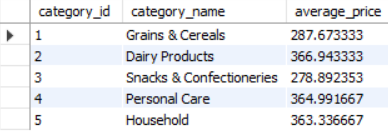 category_id category_name average_price
1 Grains & Cereals 287.673333
2 Dairy Products 366.943333
3 Snacks & Confectioneries 278.892353
4 Personal Care 364.991667
5 Household 363.336667